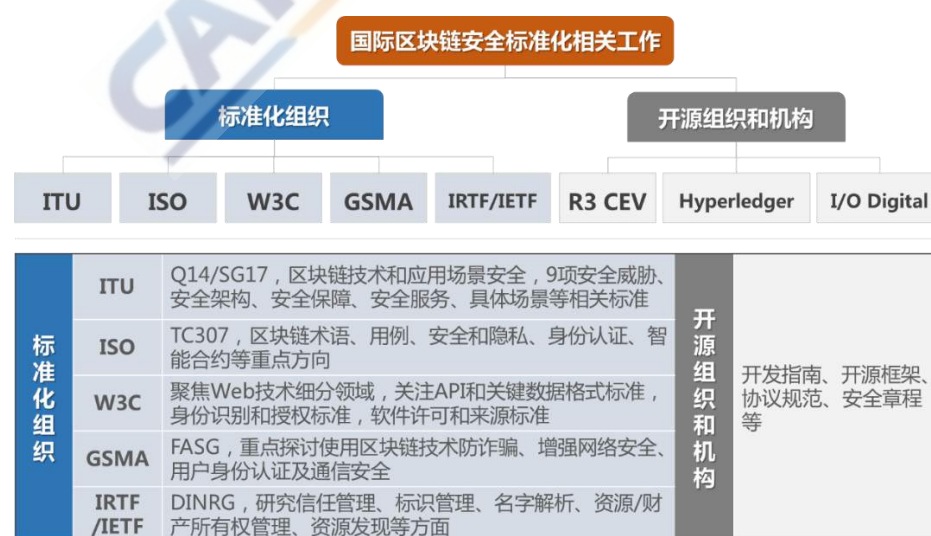 国际区块链安全标准化相关工作
标准化组织
开源组织和机构
ITU
ISO
W3C
GSMA
IRTF/IETF
R3 CEV
Hyperledger
I/O Digital
标准化组织
ITU
Q14/SG17，区块链技术和应用场景安全，9项安全威胁、
安全架构、安全保障、安全服务、具体场景等相关标准
ISO
TC307，区块链术语、用例、安全和隐私、身份认证、智
能合约等重点方向
W3C
聚焦Web技术细分领域，关注API和关键数据格式标准，
身份识别和授权标准，软件许可和来源标准
GSMA
FASG，重点探讨使用区块链技术防诈骗、增强网络安全、
用户身份认证及通信安全
IRTF
/IETF
DINRG，研究信任管理、标识管理、名字解析、资源/财
产所有权管理、资源发现等方面
开源组织和机构
开发指南、开源框架、
协议规范、安全章程
等